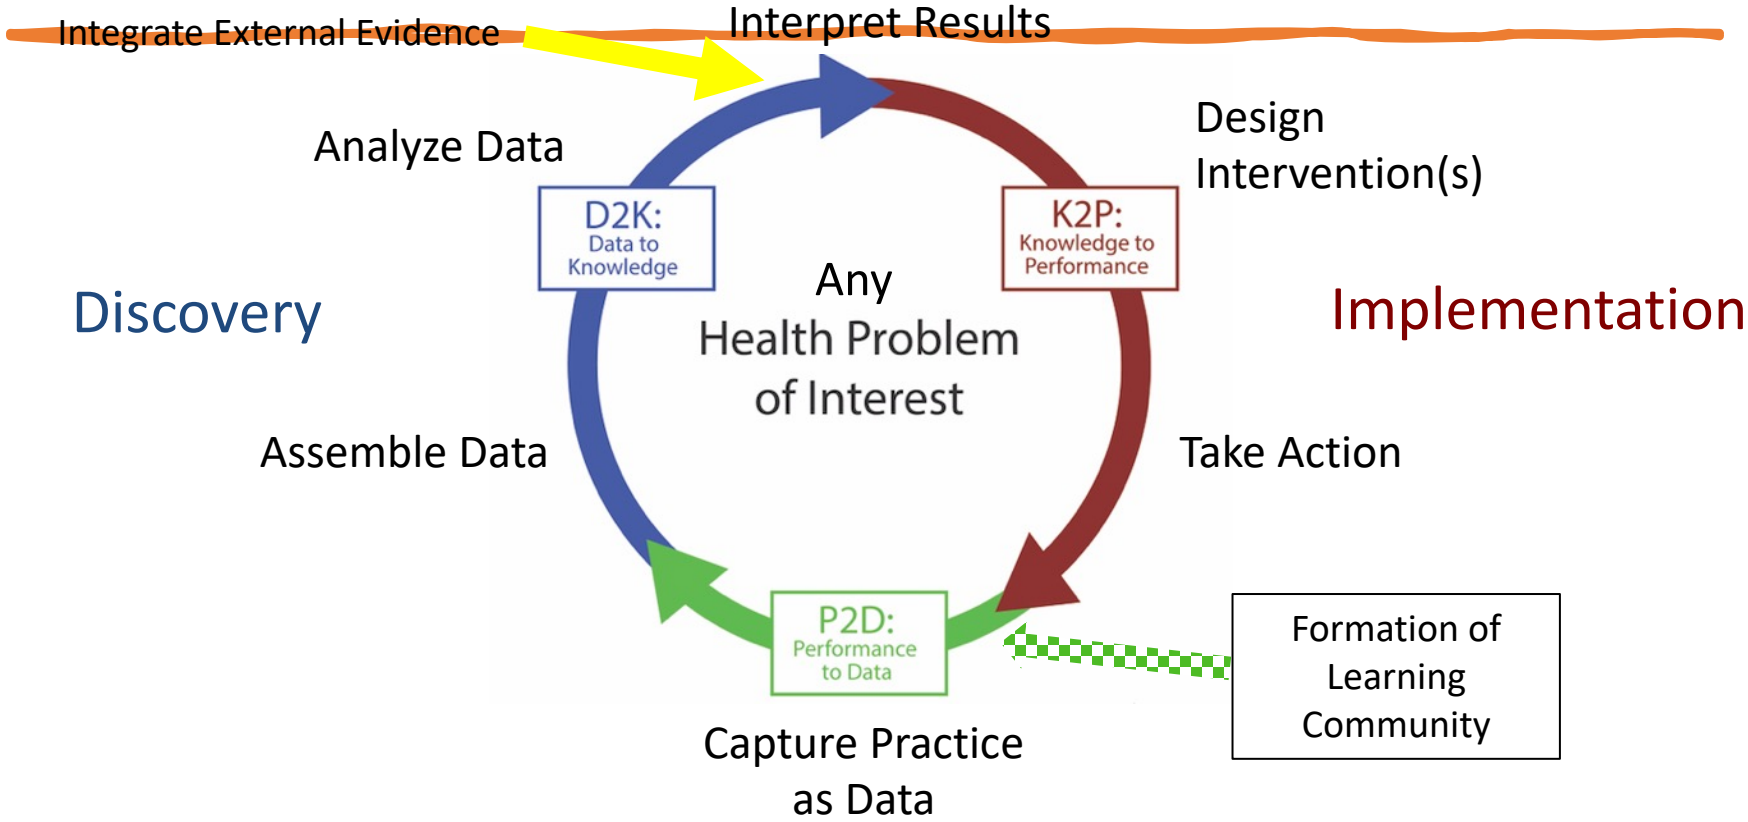 Integrate External Evidence
Interpret Results
Analyze Data
Design
Intervention(s)
D2K:
Data to
Knowledge
K2P:
Knowledge to
Performance
Discovery
Any
Health Problem
of Interest
Implementation
Assemble Data
Take Action
P2D:
Performance
to Data
Formation of
Learning
Community
Capture Practice
as Data